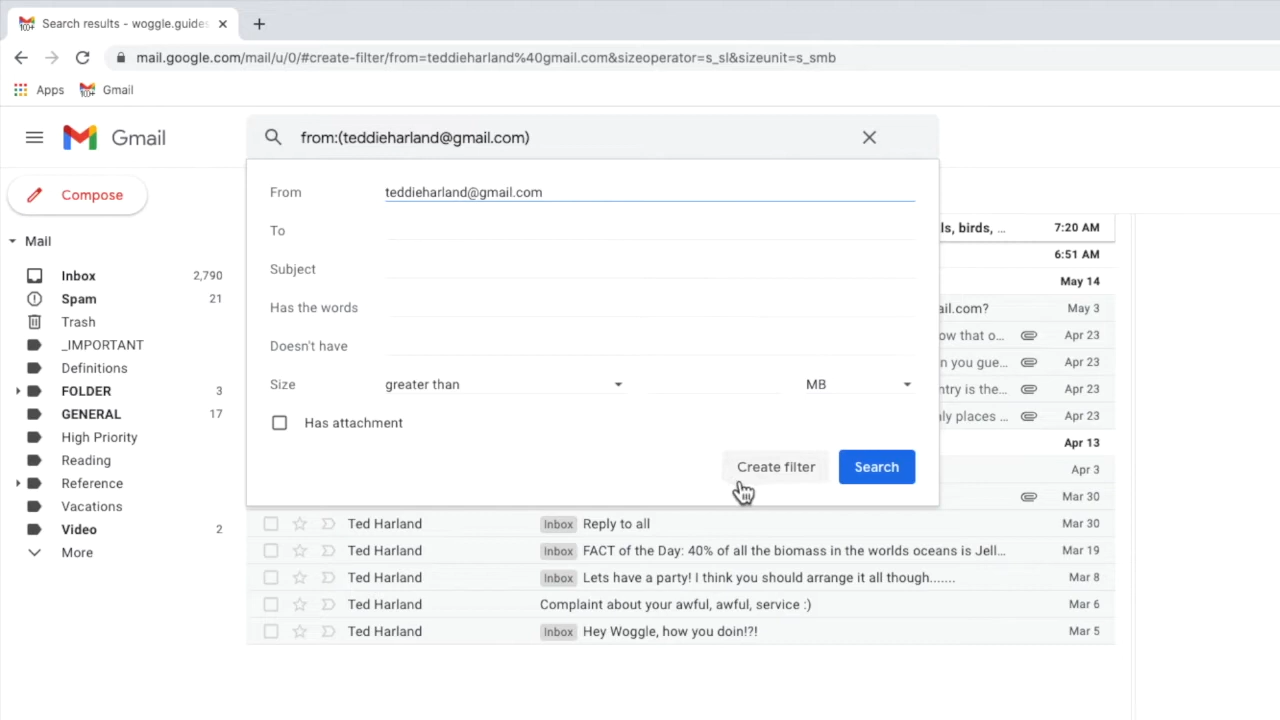 Search results - woggle.guides
mail.google.com/mail/u/0/#create-filter/from=teddieharland%40gmail.com&sizeoperator=s_sl&sizeunit=s_smb
Apps Gmail
Gmail
from:(teddieharland@gmail.com)
Compose
Mail
Inbox 2,790
Spam 21
Trash
_IMPORTANT
Definitions
FOLDER 3
GENERAL 17
High Priority
Reading
Reference
Vacations
Video 2
More
From teddieharland@gmail.com
To
Subject
Has the words
Doesn't have
Size greater than MB
Has attachment
Create filter Search
ls, birds, ... 7:20 AM
6:51 AM
May 14
ail.com? May 3
ow that o... Apr 23
n you gue... Apr 23
ntry is the... Apr 23
ly places ... Apr 23
Apr 13
Apr 3
Mar 30
Ted Harland Inbox Reply to all Mar 30
Ted Harland Inbox FACT of the Day: 40% of all the biomass in the worlds oceans is Jell... Mar 19
Ted Harland Inbox Lets have a party! I think you should arrange it all though....... Mar 8
Ted Harland Complaint about your awful, awful, service :) Mar 6
Ted Harland Inbox Hey Woggle, how you doin!?! Mar 5